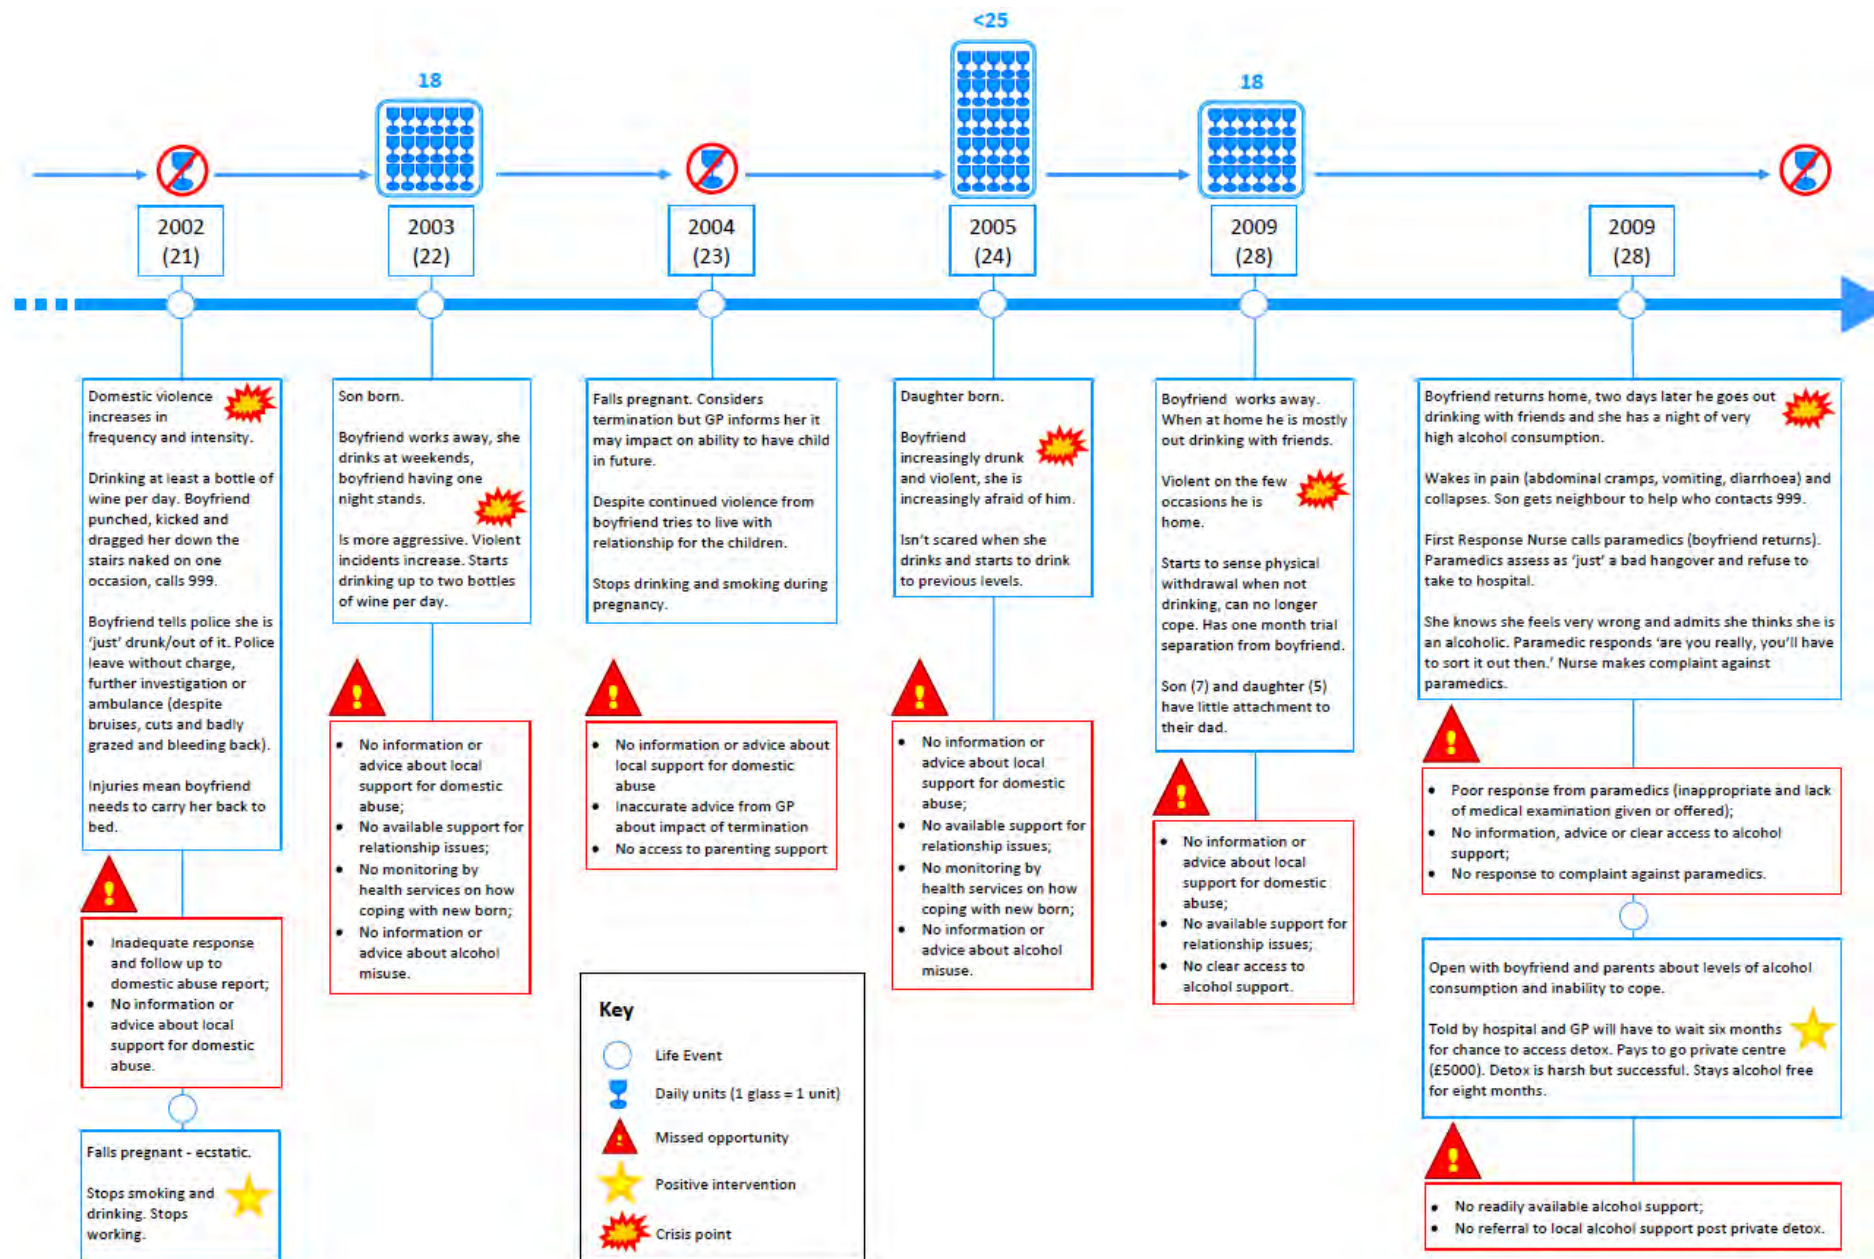 <25
18
18
2002
(21)
2003
(22)
2004
(23)
2005
(24)
2009
(28)
2009
(28)
Domestic violence
increases in
frequency and intensity.
Drinking at least a bottle of
wine per day. Boyfriend
punched, kicked and
dragged her down the
stairs naked on one
occasion, calls 999.
Boyfriend tells police she is
'just' drunk/out of it. Police
leave without charge,
further investigation or
ambulance (despite
bruises, cuts and badly
grazed and bleeding back).
Injuries mean boyfriend
needs to carry her back to
bed.
• Inadequate response
and follow up to
domestic abuse report;
• No information or
advice about local
support for domestic
abuse.
Falls pregnant - ecstatic.
Stops smoking and
drinking. Stops
working.
Son born.
Boyfriend works away, she
drinks at weekends,
boyfriend having one
night stands.
Is more aggressive. Violent
incidents increase. Starts
drinking up to two bottles
of wine per day.
• No information or
advice about local
support for domestic
abuse;
• No available support for
relationship issues;
• No monitoring by
health services on how
coping with new born;
• No information or
advice about alcohol
misuse.
Falls pregnant. Considers
termination but GP informs her it
may impact on ability to have child
in future.
Despite continued violence from
boyfriend tries to live with
relationship for the children.
Stops drinking and smoking during
pregnancy.
• No information or advice about
local support for domestic
abuse
• Inaccurate advice from GP
about impact of termination
• No access to parenting support
Key
Life Event
Daily units (1 glass = 1 unit)
Missed opportunity
Positive intervention
Crisis point
Daughter born.
Boyfriend
increasingly drunk
and violent, she is
increasingly afraid of him.
Isn't scared when she
drinks and starts to drink
to previous levels.
• No information or
advice about local
support for domestic
abuse;
• No available support for
relationship issues;
• No monitoring by
health services on how
coping with new born;
• No information or
advice about alcohol
misuse.
Boyfriend works away.
When at home he is mostly
out drinking with friends.
Violent on the few
occasions he is
home.
Starts to sense physical
withdrawal when not
drinking, can no longer
cope. Has one month trial
separation from boyfriend.
Son (7) and daughter (5)
have little attachment to
their dad.
• No information or
advice about local
support for domestic
abuse;
• No available support for
relationship issues;
• No clear access to
alcohol support.
Boyfriend returns home, two days later he goes out
drinking with friends and she has a night of very
high alcohol consumption.
Wakes in pain (abdominal cramps, vomiting, diarrhoea) and
collapses. Son gets neighbour to help who contacts 999.
First Response Nurse calls paramedics (boyfriend returns).
Paramedics assess as 'just' a bad hangover and refuse to
take to hospital.
She knows she feels very wrong and admits she thinks she is
an alcoholic. Paramedic responds 'are you really, you'll have
to sort it out then.' Nurse makes complaint against
paramedics.
• Poor response from paramedics (inappropriate and lack
of medical examination given or offered);
• No information, advice or clear access to alcohol
support;
• No response to complaint against paramedics.
Open with boyfriend and parents about levels of alcohol
consumption and inability to cope.
Told by hospital and GP will have to wait six months
for chance to access detox. Pays to go private centre
(£5000). Detox is harsh but successful. Stays alcohol free
for eight months.
• No readily available alcohol support;
• No referral to local alcohol support post private detox.